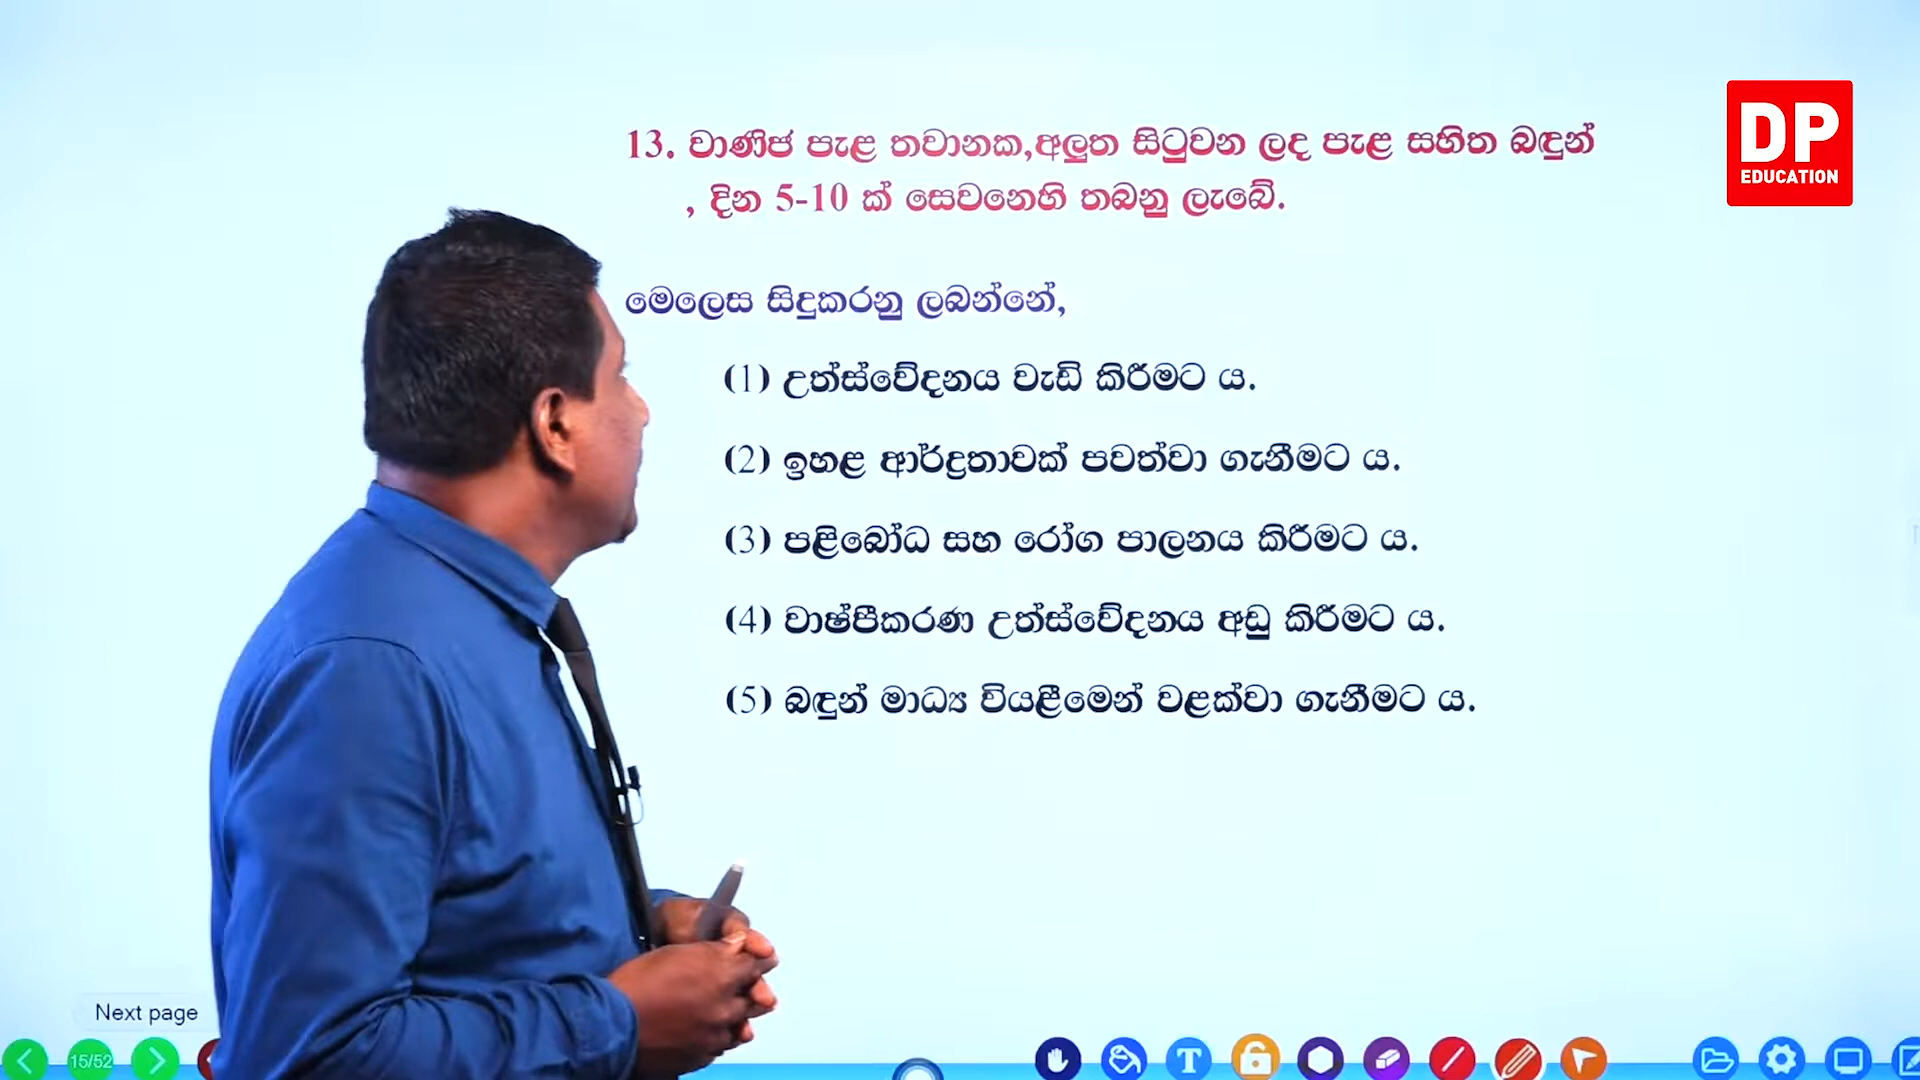 DP
EDUCATION
13. වාණිජ පැළ තවානක,අලුත සිටුවන ලද පැළ සහිත බඳුන්
, දින 5-10 ක් සෙවනෙහි තබනු ලැබේ.
මෙලෙස සිදුකරනු ලබන්නේ,
(1) උත්ස්වේදනය වැඩි කිරීමට ය.
(2) ඉහළ ආර්ද්‍රතාවක් පවත්වා ගැනීමට ය.
(3) පළිබෝධ සහ රෝග පාලනය කිරීමට ය.
(4) වාෂ්පීකරණ උත්ස්වේදනය අඩු කිරීමට ය.
(5) බඳුන් මාධ්‍ය වියළීමෙන් වළක්වා ගැනීමට ය.
Next page
15/52
T